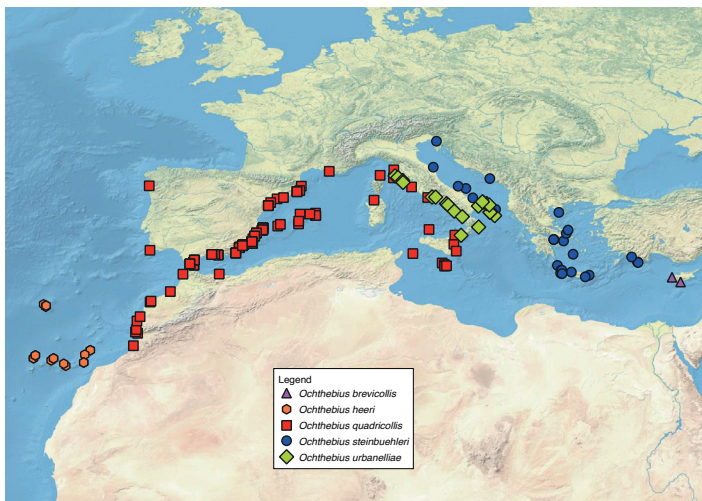 Legend
Ochthebius brevicollis
Ochthebius heeri
Ochthebius quadricollis
Ochthebius steinbuehleri
Ochthebius urbanelliae